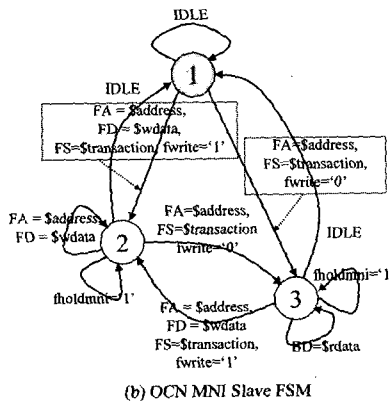 IDLE
1
IDLE
FA = $address,
FD = $wdata,
FS=$transaction, fwrite='1'
FA=$address,
FS=$transaction,
fwrite='0'
FA = $address,
FD = $wdata
2
FA=$address,
FS=$transaction
fwrite='0'
IDLE
fholdmni='1'
3
fholdmni='1
FA = $address,
FD = $wdata
FS=$transaction,
fwrite='1'
BD=$rdata
(b) OCN MNI Slave FSM